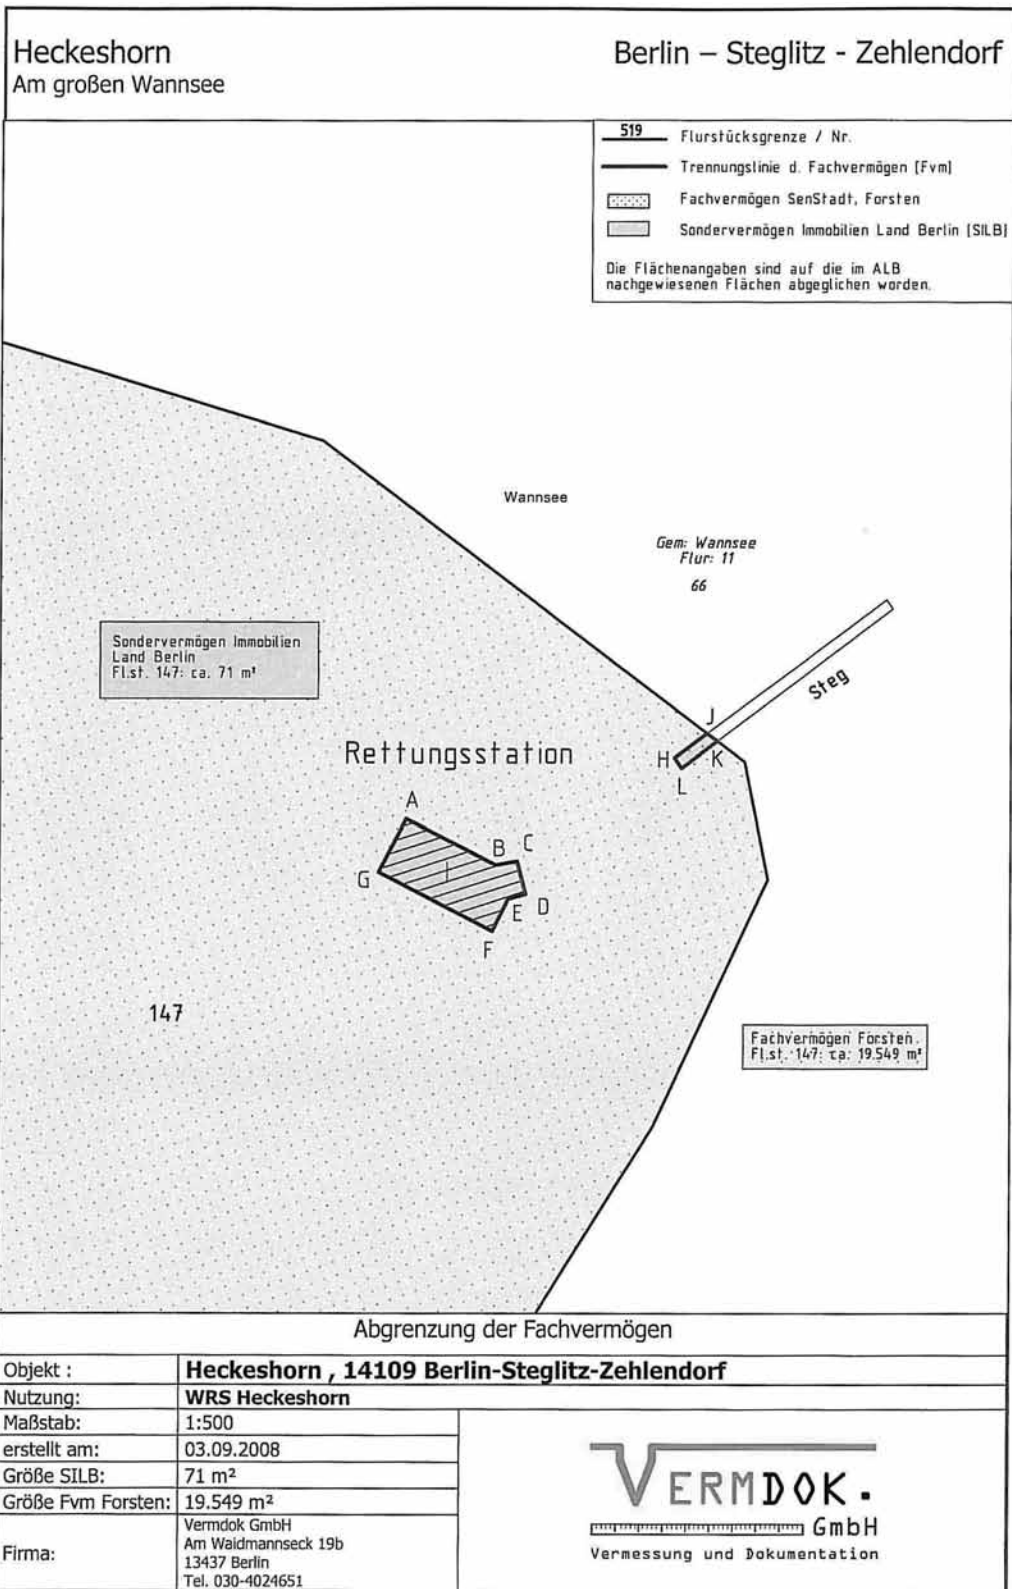 Heckeshorn
Am großen Wannsee
Berlin – Steglitz - Zehlendorf
519 Flurstücksgrenze / Nr.
Trennungslinie d. Fachvermögen [Fvm]
Fachvermögen SenStadt, Forsten
Sondervermögen Immobilien Land Berlin [SILB]
Die Flächenangaben sind auf die im ALB
nachgewiesenen Flächen abgeglichen worden.
Wannsee
Gem: Wannsee
Flur: 11
66
Sondervermögen Immobilien
Land Berlin
Fl.st. 147: ca. 71 m²
Steg
J
H
K
L
Rettungsstation
A
B
C
G
I
D
E
F
147
Fachvermögen Forsten.
Fl.st. 147: ca. 19.549 m²
Abgrenzung der Fachvermögen
Objekt : Heckeshorn , 14109 Berlin-Steglitz-Zehlendorf
Nutzung: WRS Heckeshorn
Maßstab: 1:500
erstellt am: 03.09.2008
Größe SILB: 71 m²
Größe Fvm Forsten: 19.549 m²
Firma:
Vermdok GmbH
Am Waidmannseck 19b
13437 Berlin
Tel. 030-4024651
VERMDOK.
GmbH
Vermessung und Dokumentation